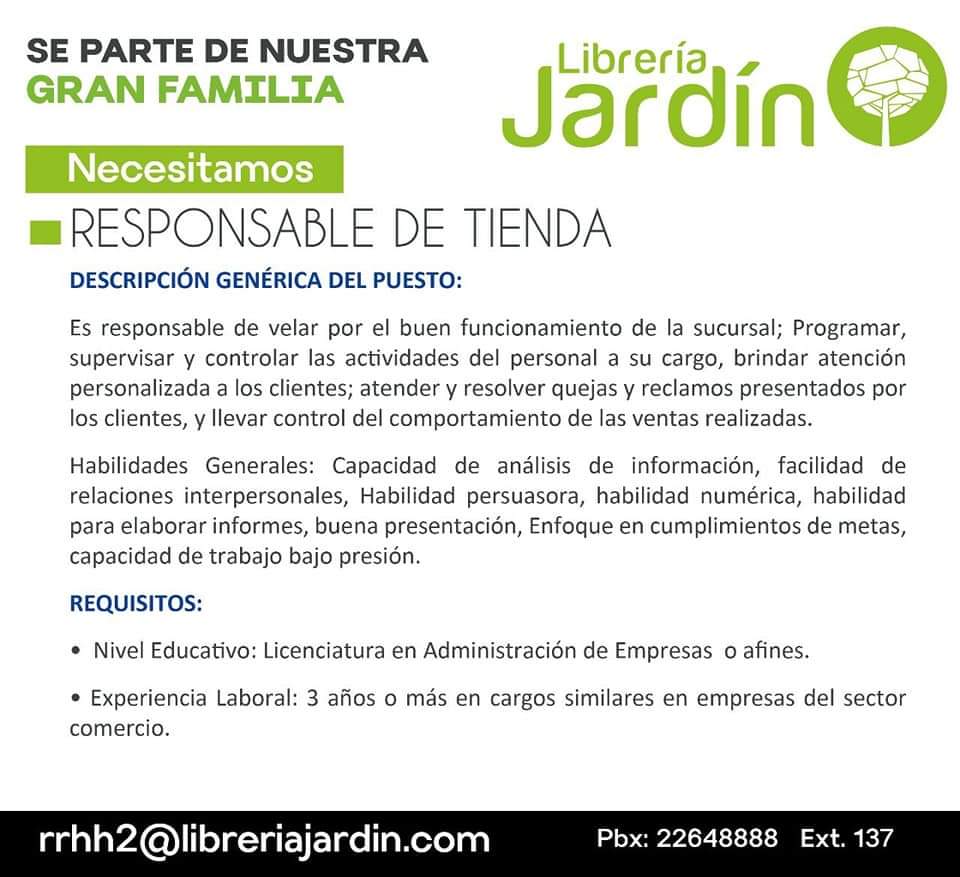 SE PARTE DE NUESTRA
GRAN FAMILIA
Librería
Jardín
Necesitamos
RESPONSABLE DE TIENDA
DESCRIPCIÓN GENÉRICA DEL PUESTO:
Es responsable de velar por el buen funcionamiento de la sucursal; Programar,
supervisar y controlar las actividades del personal a su cargo, brindar atención
personalizada a los clientes; atender y resolver quejas y reclamos presentados por
los clientes, y llevar control del comportamiento de las ventas realizadas.
Habilidades Generales: Capacidad de análisis de información, facilidad de
relaciones interpersonales, Habilidad persuasora, habilidad numérica, habilidad
para elaborar informes, buena presentación, Enfoque en cumplimientos de metas,
capacidad de trabajo bajo presión.
REQUISITOS:
• Nivel Educativo: Licenciatura en Administración de Empresas o afines.
• Experiencia Laboral: 3 años o más en cargos similares en empresas del sector
comercio.
rrhh2@libreriajardin.com Pbx: 22648888 Ext. 137